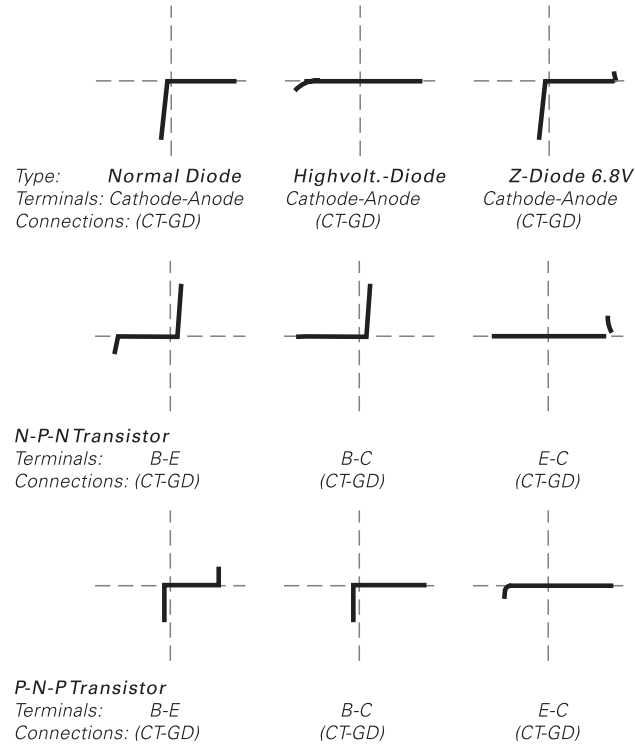 Type: Normal Diode Highvolt.-Diode Z-Diode 6.8V
Terminals: Cathode-Anode Cathode-Anode Cathode-Anode
Connections: (CT-GD) (CT-GD) (CT-GD)
N-P-N Transistor
Terminals: B-E B-C E-C
Connections: (CT-GD) (CT-GD) (CT-GD)
P-N-P Transistor
Terminals: B-E B-C E-C
Connections: (CT-GD) (CT-GD) (CT-GD)